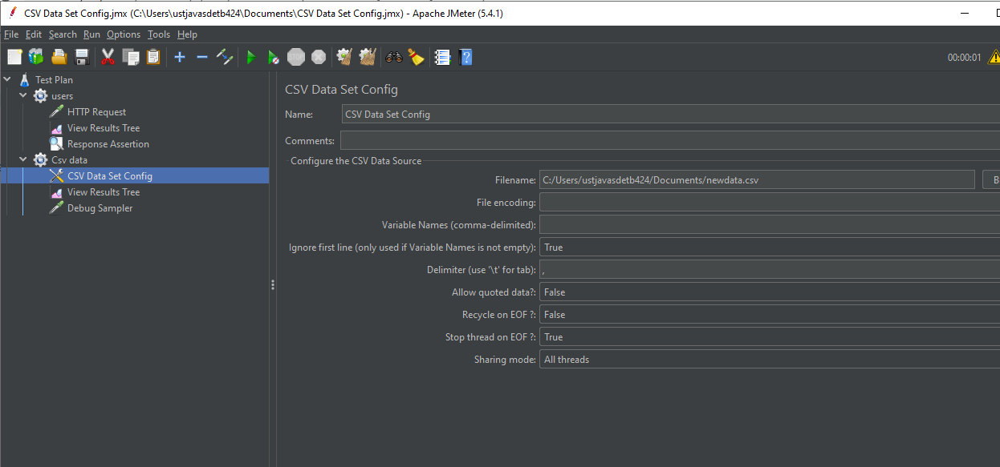 CSV Data Set Config.jmx (C:\Users\ustjavasdetb424\Documents\CSV Data Set Config.jmx) - Apache JMeter (5.4.1)
File Edit Search Run Options Tools Help
00:00:01
Test Plan
users
HTTP Request
View Results Tree
Response Assertion
Csv data
CSV Data Set Config
View Results Tree
Debug Sampler
CSV Data Set Config
Name: CSV Data Set Config
Comments:
Configure the CSV Data Source
Filename: C:/Users/ustjavasdetb424/Documents/newdata.csv B
File encoding:
Variable Names (comma-delimited):
Ignore first line (only used if Variable Names is not empty): True
Delimiter (use '\t' for tab): ,
Allow quoted data?: False
Recycle on EOF ?: False
Stop thread on EOF ?: True
Sharing mode: All threads